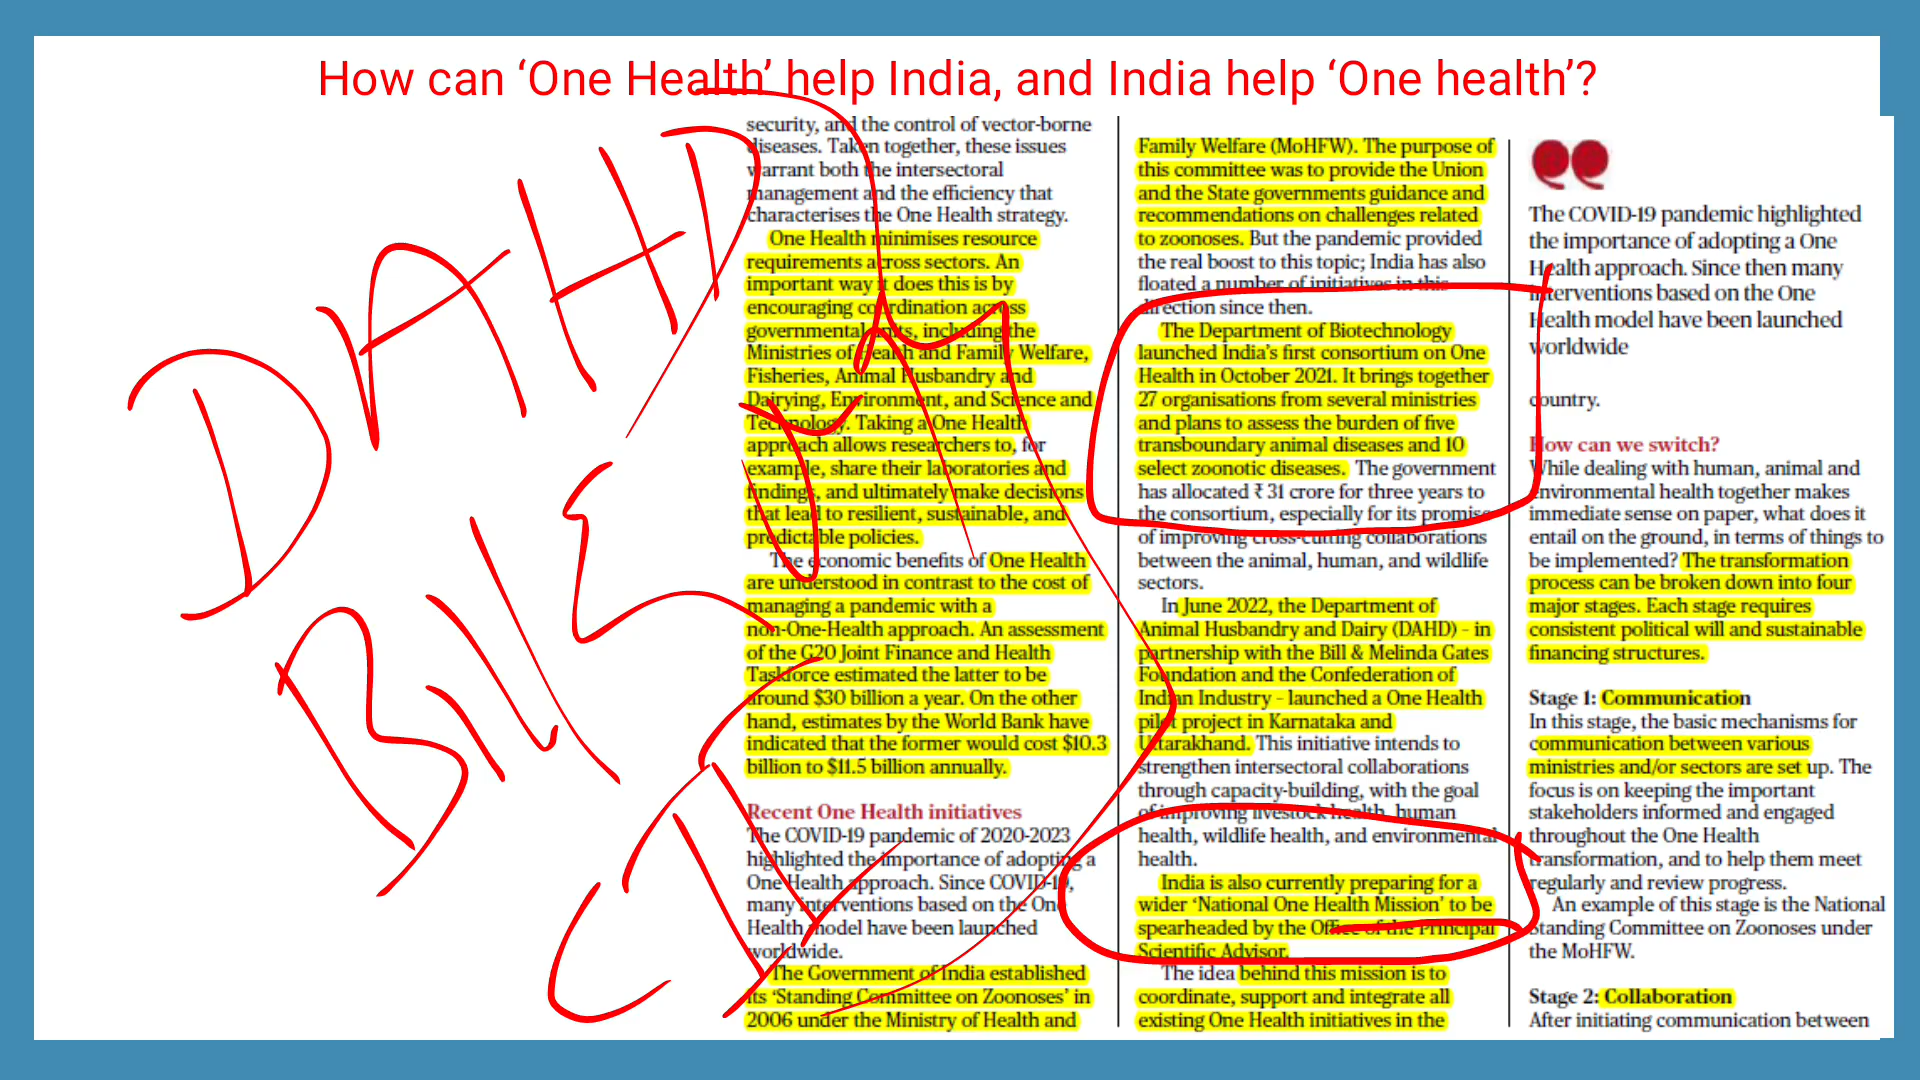 How can ‘One Health’ help India, and India help ‘One health’?
DAHD
BILL
CII
security, and the control of vector-borne
diseases. Taken together, these issues
warrant both the intersectoral
management and the efficiency that
characterises the One Health strategy.
One Health minimises resource
requirements across sectors. An
important way it does this is by
encouraging coordination across
governmental units, including the
Ministries of Health and Family Welfare,
Fisheries, Animal Husbandry and
Dairying, Environment, and Science and
Technology. Taking a One Health
approach allows researchers to, for
example, share their laboratories and
findings, and ultimately make decisions
that lead to resilient, sustainable, and
predictable policies.
The economic benefits of One Health
are understood in contrast to the cost of
managing a pandemic with a
non-One-Health approach. An assessment
of the G20 Joint Finance and Health
Taskforce estimated the latter to be
around $30 billion a year. On the other
hand, estimates by the World Bank have
indicated that the former would cost $10.3
billion to $11.5 billion annually.
Recent One Health initiatives
The COVID-19 pandemic of 2020-2023
highlighted the importance of adopting a
One Health approach. Since COVID-19,
many interventions based on the One
Health model have been launched
worldwide.
The Government of India established
its ‘Standing Committee on Zoonoses’ in
2006 under the Ministry of Health and
Family Welfare (MoHFW). The purpose of
this committee was to provide the Union
and the State governments guidance and
recommendations on challenges related
to zoonoses. But the pandemic provided
the real boost to this topic; India has also
floated a number of initiatives in this
direction since then.
The Department of Biotechnology
launched India’s first consortium on One
Health in October 2021. It brings together
27 organisations from several ministries
and plans to assess the burden of five
transboundary animal diseases and 10
select zoonotic diseases. The government
has allocated ₹31 crore for three years to
the consortium, especially for its promise
of improving cross-cutting collaborations
between the animal, human, and wildlife
sectors.
In June 2022, the Department of
Animal Husbandry and Dairy (DAHD) - in
partnership with the Bill & Melinda Gates
Foundation and the Confederation of
Indian Industry - launched a One Health
pilot project in Karnataka and
Uttarakhand. This initiative intends to
strengthen intersectoral collaborations
through capacity-building, with the goal
of improving livestock health, human
health, wildlife health, and environmental
health.
India is also currently preparing for a
wider ‘National One Health Mission’ to be
spearheaded by the Office of the Principal
Scientific Advisor.
The idea behind this mission is to
coordinate, support and integrate all
existing One Health initiatives in the
The COVID-19 pandemic highlighted
the importance of adopting a One
Health approach. Since then many
interventions based on the One
Health model have been launched
worldwide
country.
How can we switch?
While dealing with human, animal and
environmental health together makes
immediate sense on paper, what does it
entail on the ground, in terms of things to
be implemented? The transformation
process can be broken down into four
major stages. Each stage requires
consistent political will and sustainable
financing structures.
Stage 1: Communication
In this stage, the basic mechanisms for
communication between various
ministries and/or sectors are set up. The
focus is on keeping the important
stakeholders informed and engaged
throughout the One Health
transformation, and to help them meet
regularly and review progress.
An example of this stage is the National
Standing Committee on Zoonoses under
the MoHFW.
Stage 2: Collaboration
After initiating communication between